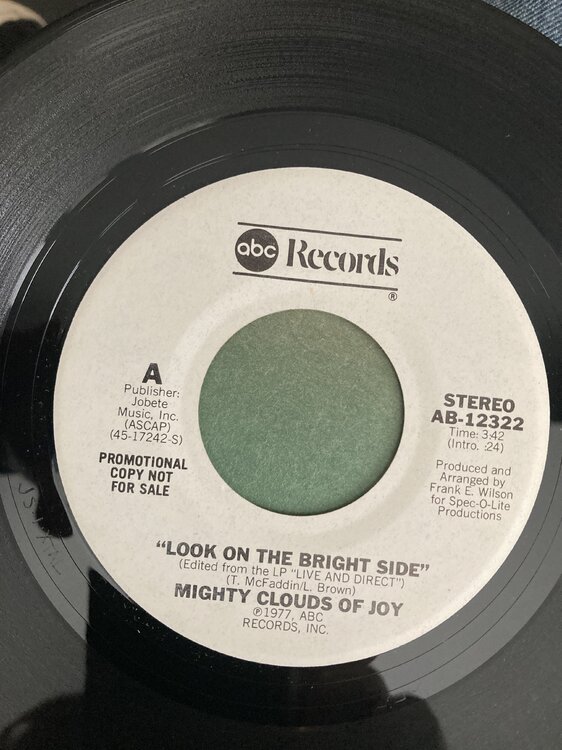 abc Records
®
A
Publisher:
Jobete
Music, Inc.
(ASCAP)
(45-17242-S)
PROMOTIONAL
COPY NOT
FOR SALE
STEREO
AB-12322
Time: 3:42
(Intro. :24)
Produced and
Arranged by
Frank E. Wilson
for Spec-O-Lite
Productions
"LOOK ON THE BRIGHT SIDE"
(Edited from the LP "LIVE AND DIRECT")
(T. McFaddin/L. Brown)
MIGHTY CLOUDS OF JOY
℗1977, ABC
RECORDS, INC.